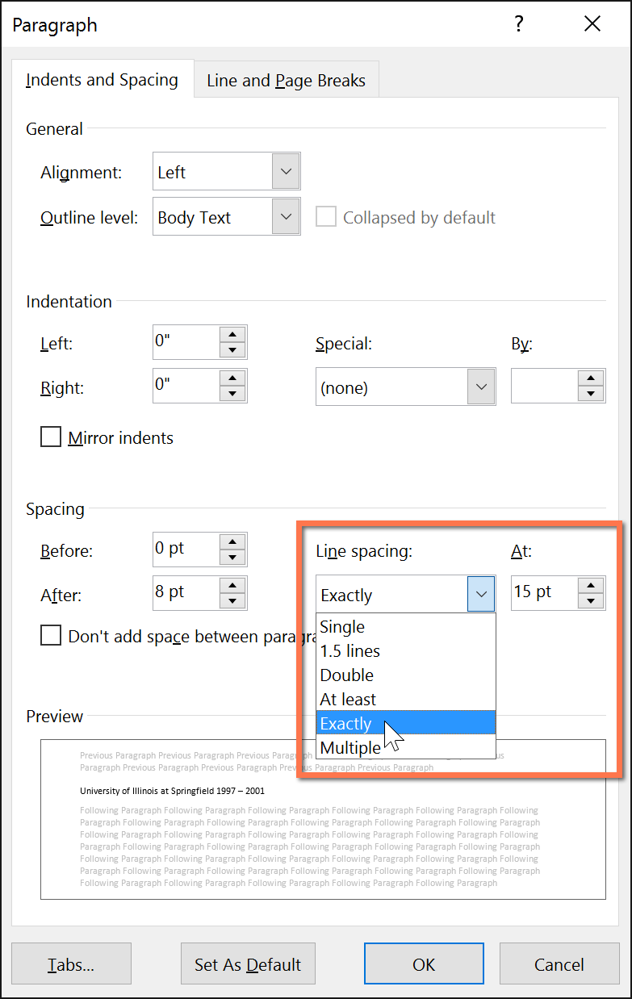 Paragraph ?
Indents and Spacing Line and Page Breaks
General
Alignment: Left
Outline level: Body Text Collapsed by default
Indentation
Left: 0" Special: By:
Right: 0" (none)
Mirror indents
Spacing
Before: 0 pt Line spacing: At:
After: 8 pt Exactly 15 pt
Don't add space between paragra
Single
1.5 lines
Double
At least
Exactly
Multiple
Preview
Previous Paragraph Previous Paragraph Previous Paragraph
Paragraph Previous Paragraph Previous Paragraph Previous Paragraph Previous Paragraph
University of Illinois at Springfield 1997 – 2001
Following Paragraph Following Paragraph Following Paragraph Following Paragraph Following Paragraph Following
Paragraph Following Paragraph Following Paragraph Following Paragraph Following Paragraph Following Paragraph
Following Paragraph Following Paragraph Following Paragraph Following Paragraph Following Paragraph Following
Paragraph Following Paragraph Following Paragraph Following Paragraph Following Paragraph Following Paragraph
Following Paragraph Following Paragraph Following Paragraph Following Paragraph Following Paragraph Following
Paragraph Following Paragraph Following Paragraph Following Paragraph Following Paragraph Following Paragraph
Following Paragraph Following Paragraph Following Paragraph Following Paragraph Following Paragraph
Tabs... Set As Default OK Cancel